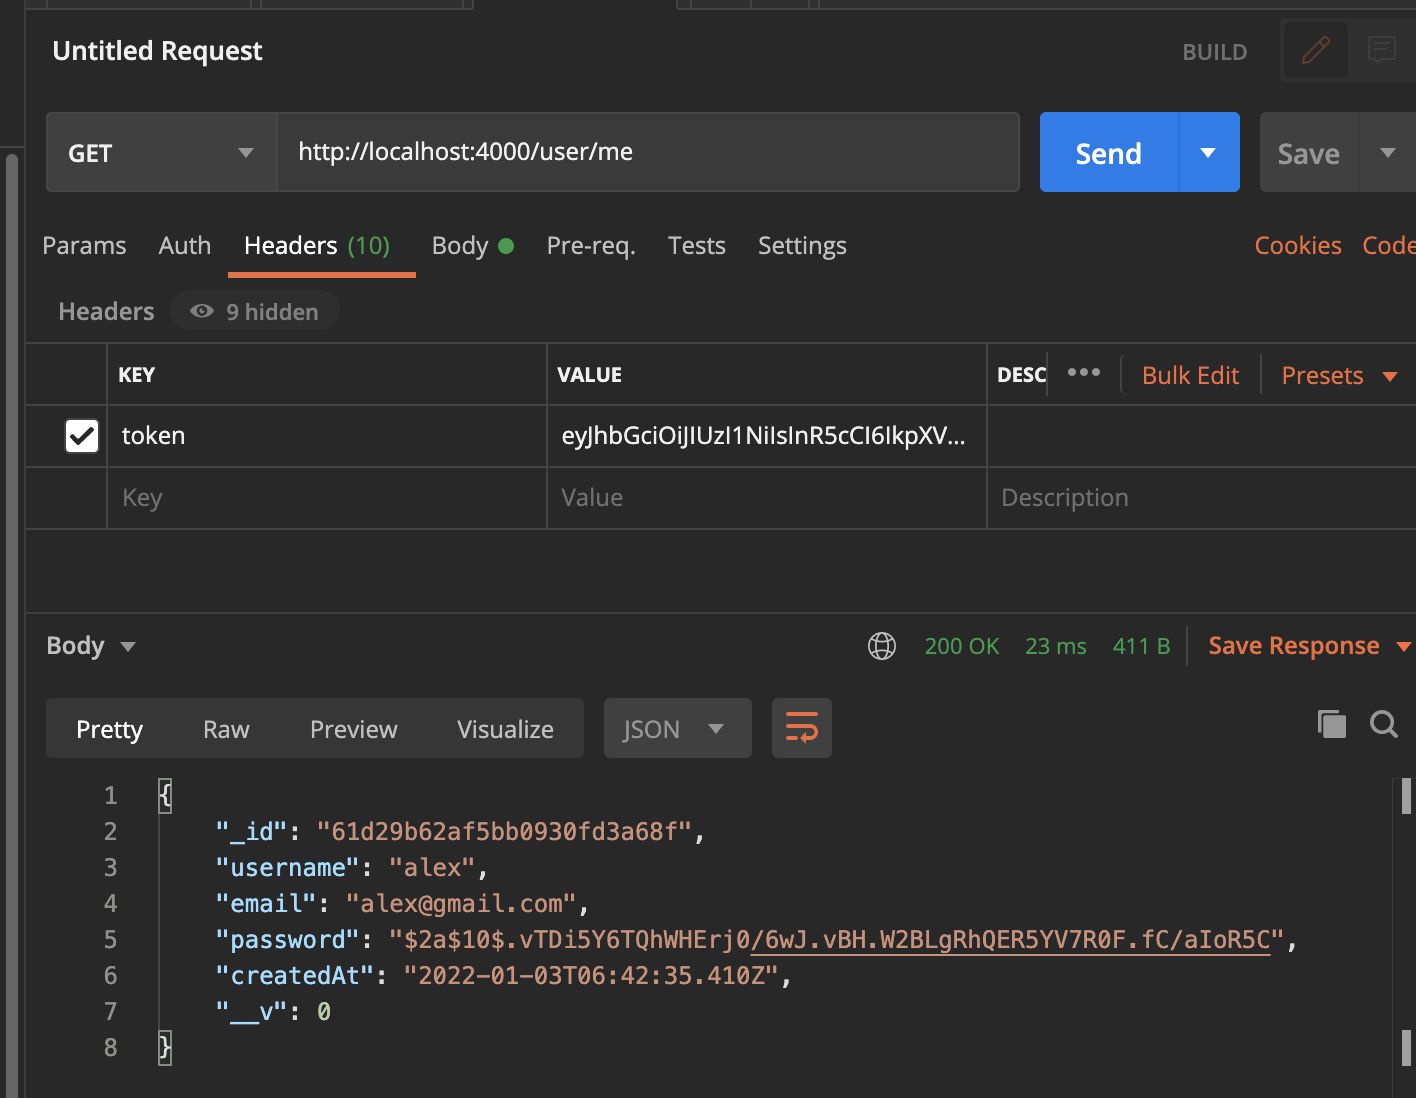 Untitled Request
BUILD
GET
http://localhost:4000/user/me
Send
Save
Params
Auth
Headers (10)
Body
Pre-req.
Tests
Settings
Cookies
Code
Headers
9 hidden
KEY
VALUE
DESC
•••
Bulk Edit
Presets
token
eyJhbGciOiJIUzI1NiIsInR5cCI6IkpXV...
Key
Value
Description
Body
200 OK
23 ms
411 B
Save Response
Pretty
Raw
Preview
Visualize
JSON
1 {
2 "_id": "61d29b62af5bb0930fd3a68f",
3 "username": "alex",
4 "email": "alex@gmail.com",
5 "password": "$2a$10$.vTDi5Y6TQhWHErj0/6wJ.vBH.W2BLgRhQER5YV7R0F.fC/aIoR5C",
6 "createdAt": "2022-01-03T06:42:35.410Z",
7 "__v": 0
8 }